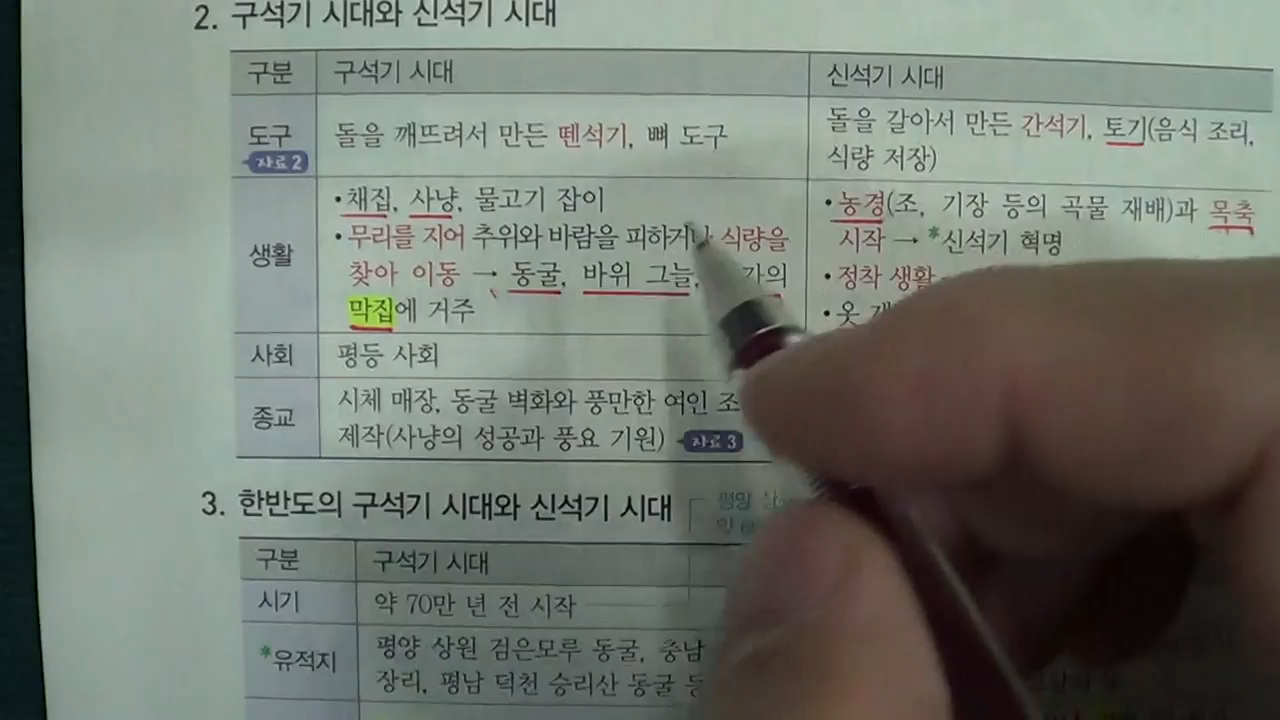 2. 구석기 시대와 신석기 시대
구분 구석기 시대 신석기 시대
도구 자료 2
돌을 깨뜨려서 만든 뗀석기, 뼈 도구
돌을 갈아서 만든 간석기, 토기(음식 조리,
식량 저장)
생활
•채집, 사냥, 물고기 잡이
•무리를 지어 추위와 바람을 피하거나 식량을
찾아 이동 → 동굴, 바위 그늘,
막집에 거주
•농경(조, 기장 등의 곡물 재배)과 목축
시작 → *신석기 혁명
•정착 생활
•옷
사회 평등 사회
종교
시체 매장, 동굴 벽화와 풍만한 여인
제작(사냥의 성공과 풍요 기원) 자료 3
3. 한반도의 구석기 시대와 신석기 시대
구분 구석기 시대
시기 약 70만 년 전 시작
*유적지
평양 상원 검은모루 동굴, 충남
장리, 평남 덕천 승리산 동굴